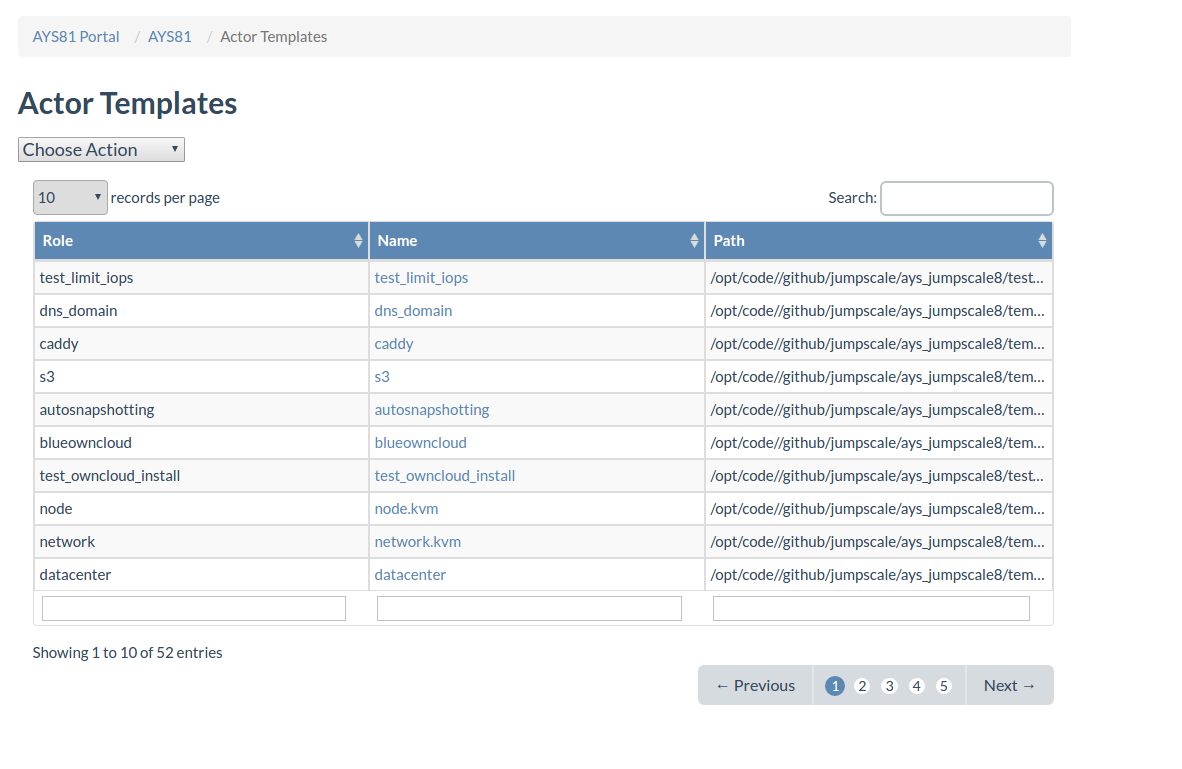 AYS81 Portal / AYS81 / Actor Templates
Actor Templates
Choose Action
10 records per page Search:
Role Name Path
test_limit_iops test_limit_iops /opt/code//github/jumpscale/ays_jumpscale8/test...
dns_domain dns_domain /opt/code//github/jumpscale/ays_jumpscale8/tem...
caddy caddy /opt/code//github/jumpscale/ays_jumpscale8/tem...
s3 s3 /opt/code//github/jumpscale/ays_jumpscale8/tem...
autosnapshotting autosnapshotting /opt/code//github/jumpscale/ays_jumpscale8/tem...
blueowncloud blueowncloud /opt/code//github/jumpscale/ays_jumpscale8/tem...
test_owncloud_install test_owncloud_install /opt/code//github/jumpscale/ays_jumpscale8/test...
node node.kvm /opt/code//github/jumpscale/ays_jumpscale8/tem...
network network.kvm /opt/code//github/jumpscale/ays_jumpscale8/tem...
datacenter datacenter /opt/code//github/jumpscale/ays_jumpscale8/tem...
Showing 1 to 10 of 52 entries
← Previous 1 2 3 4 5 Next →